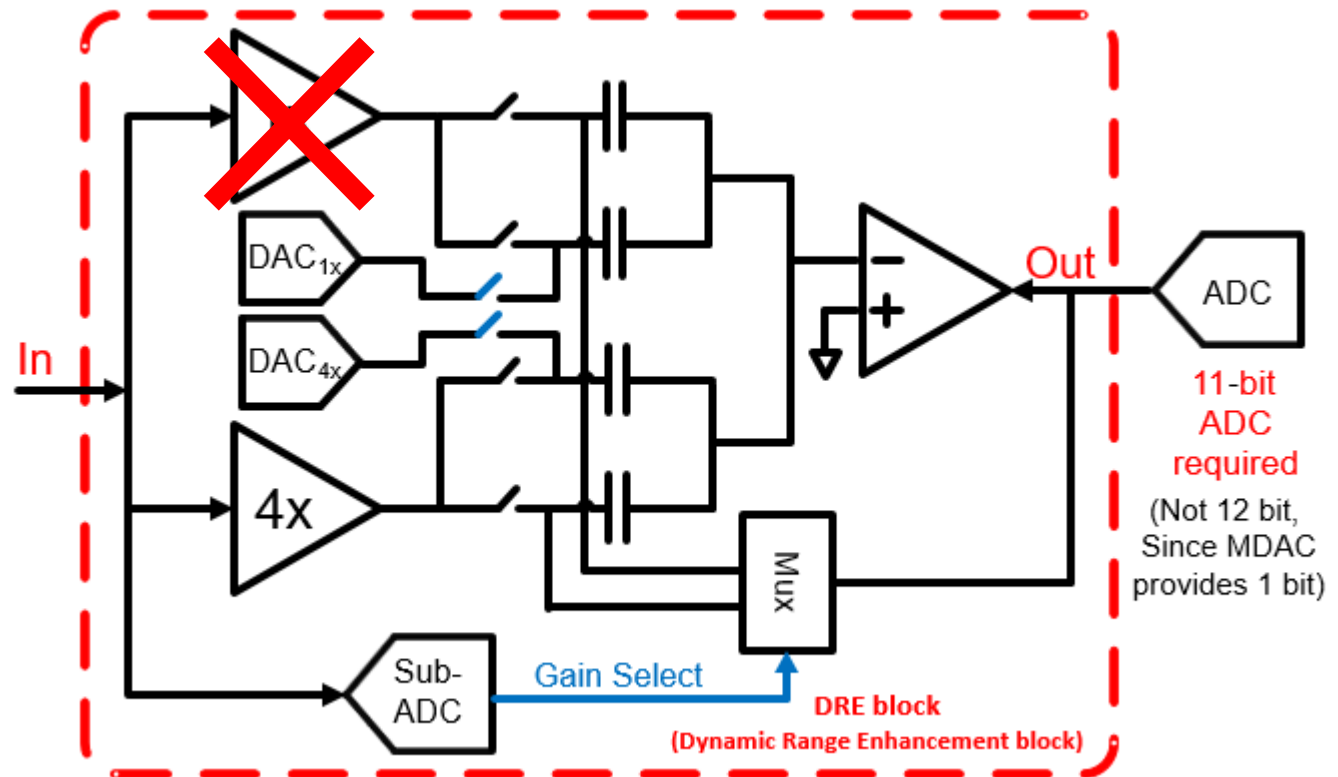 DAC1x
DAC4x
In
4x
Sub-
ADC
Gain Select
Mux
Out
ADC
11-bit
ADC
required
(Not 12 bit,
Since MDAC
provides 1 bit)
DRE block
(Dynamic Range Enhancement block)